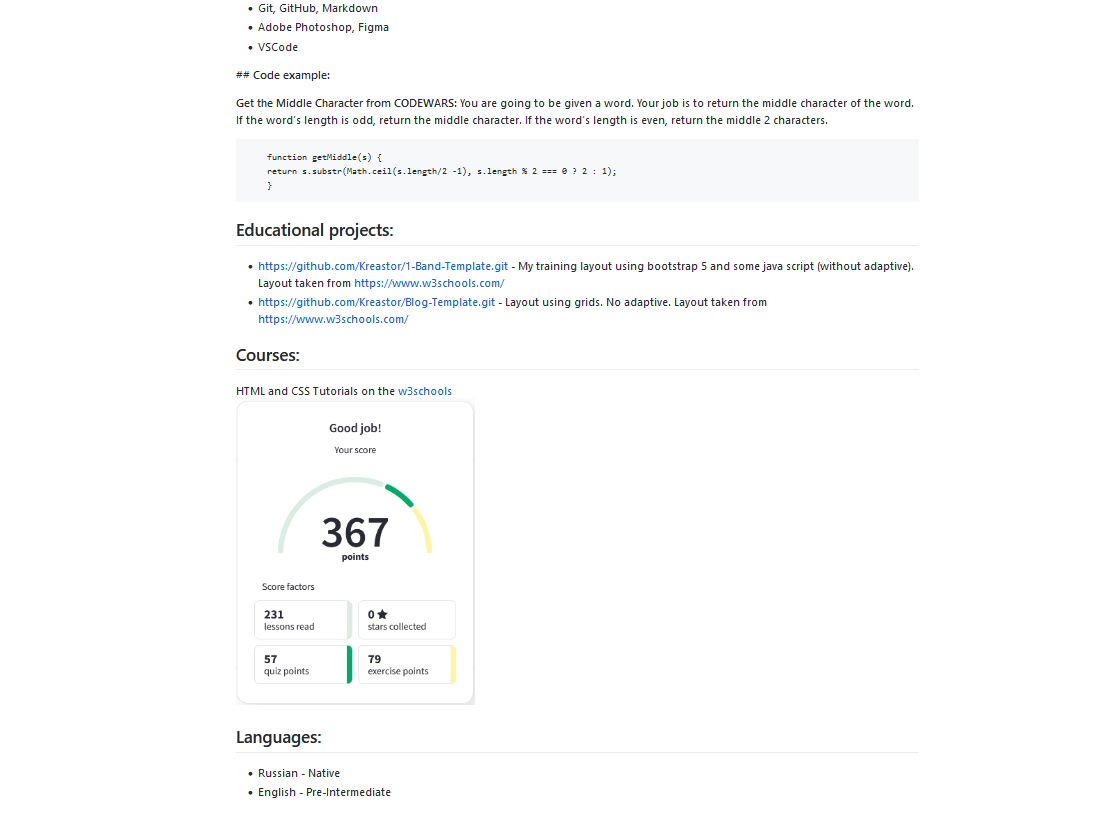 Git, GitHub, Markdown
Adobe Photoshop, Figma
VSCode
## Code example:
Get the Middle Character from CODEWARS: You are going to be given a word. Your job is to return the middle character of the word.
If the word's length is odd, return the middle character. If the word's length is even, return the middle 2 characters.
function getMiddle(s) {
return s.substr(Math.ceil(s.length/2 -1), s.length % 2 === 0 ? 2 : 1);
}
Educational projects:
https://github.com/Kreastor/1-Band-Template.git - My training layout using bootstrap 5 and some java script (without adaptive).
Layout taken from https://www.w3schools.com/
https://github.com/Kreastor/Blog-Template.git - Layout using grids. No adaptive. Layout taken from
https://www.w3schools.com/
Courses:
HTML and CSS Tutorials on the w3schools
Good job!
Your score
367
points
Score factors
231
lessons read
0 ★
stars collected
57
quiz points
79
exercise points
Languages:
Russian - Native
English - Pre-Intermediate